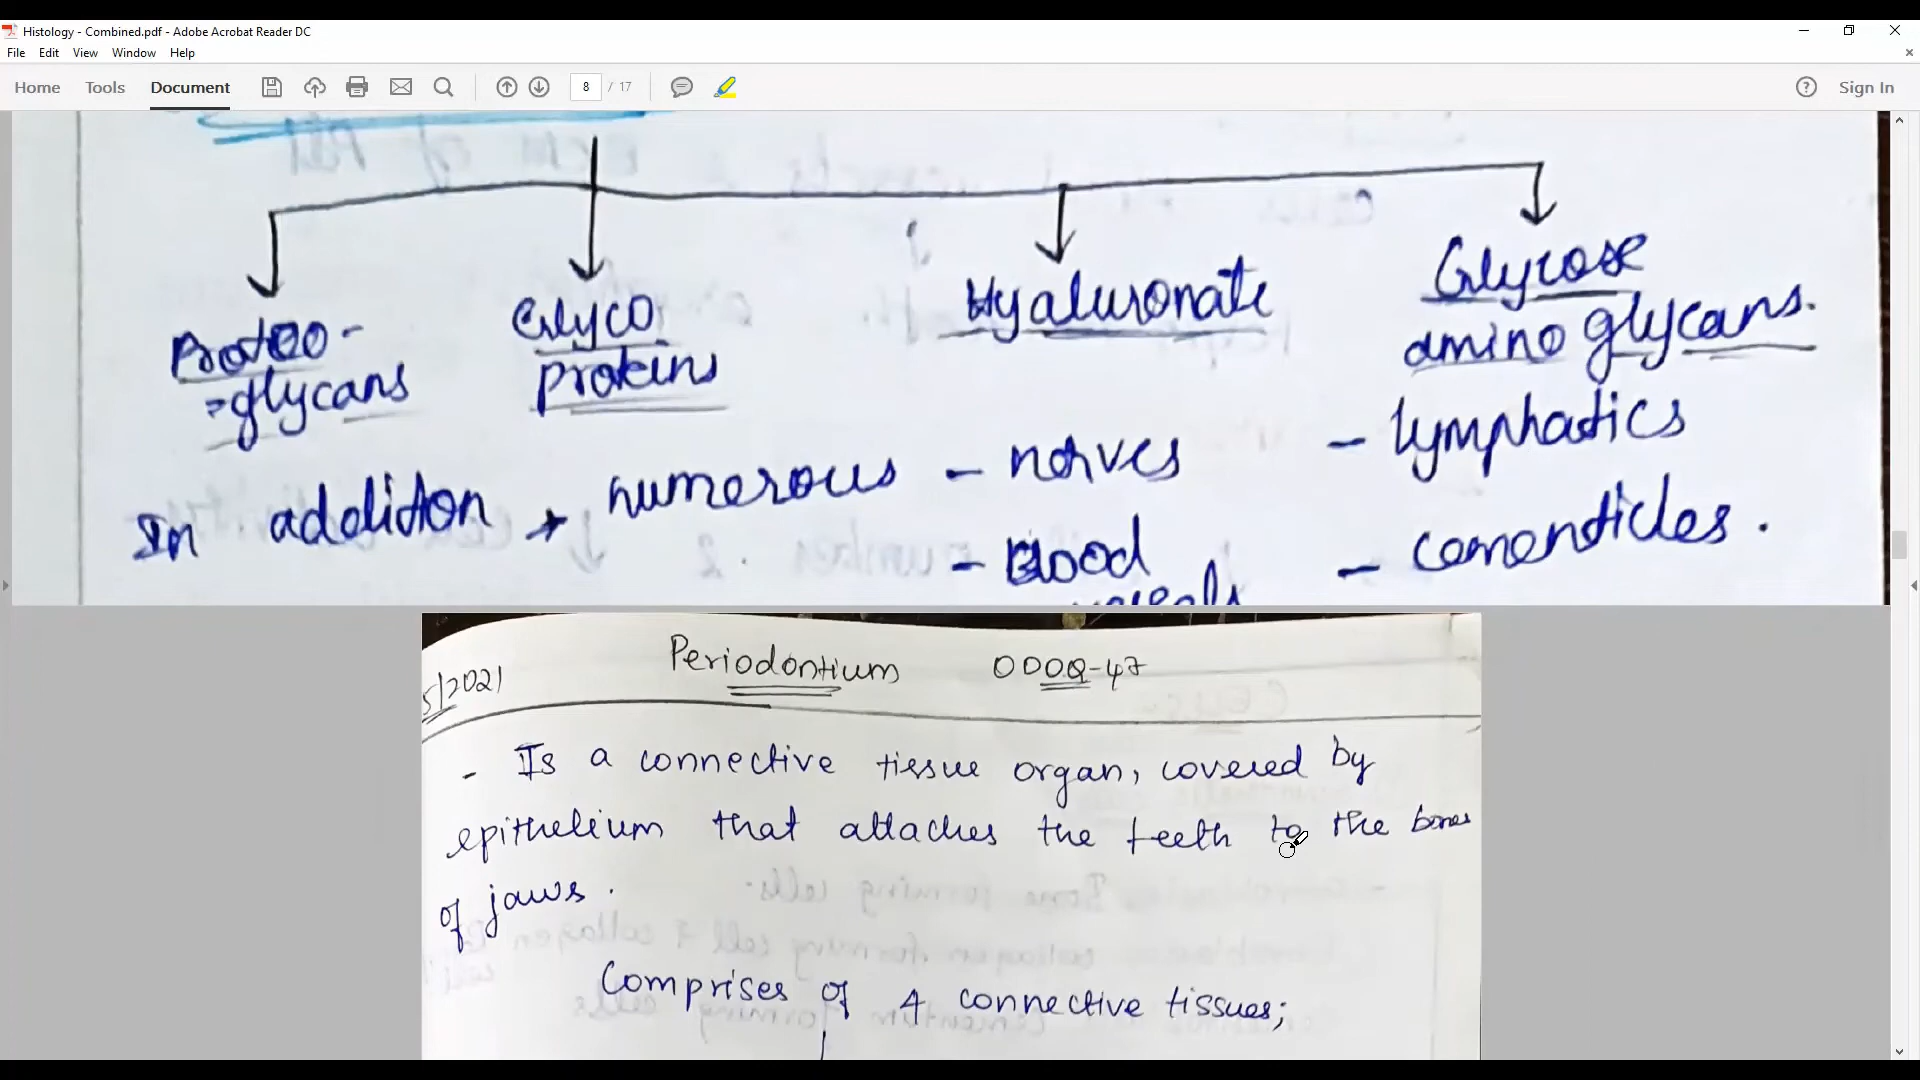 Histology - Combined.pdf - Adobe Acrobat Reader DC
File Edit View Window Help
Home Tools Document 8 / 17 Sign In
Proteo-
=glycans
Glyco
proteins
Hyaluronate
Glycose
amino glycans.
In addition → numerous - nerves - lymphatics
- Blood - cementicles.
vessels
5/2021 Periodontium ODOQ-47
- Is a connective tissue organ, covered by
epithelium that attaches the teeth to the bones
of jaws.
Comprises of 4 connective tissues;